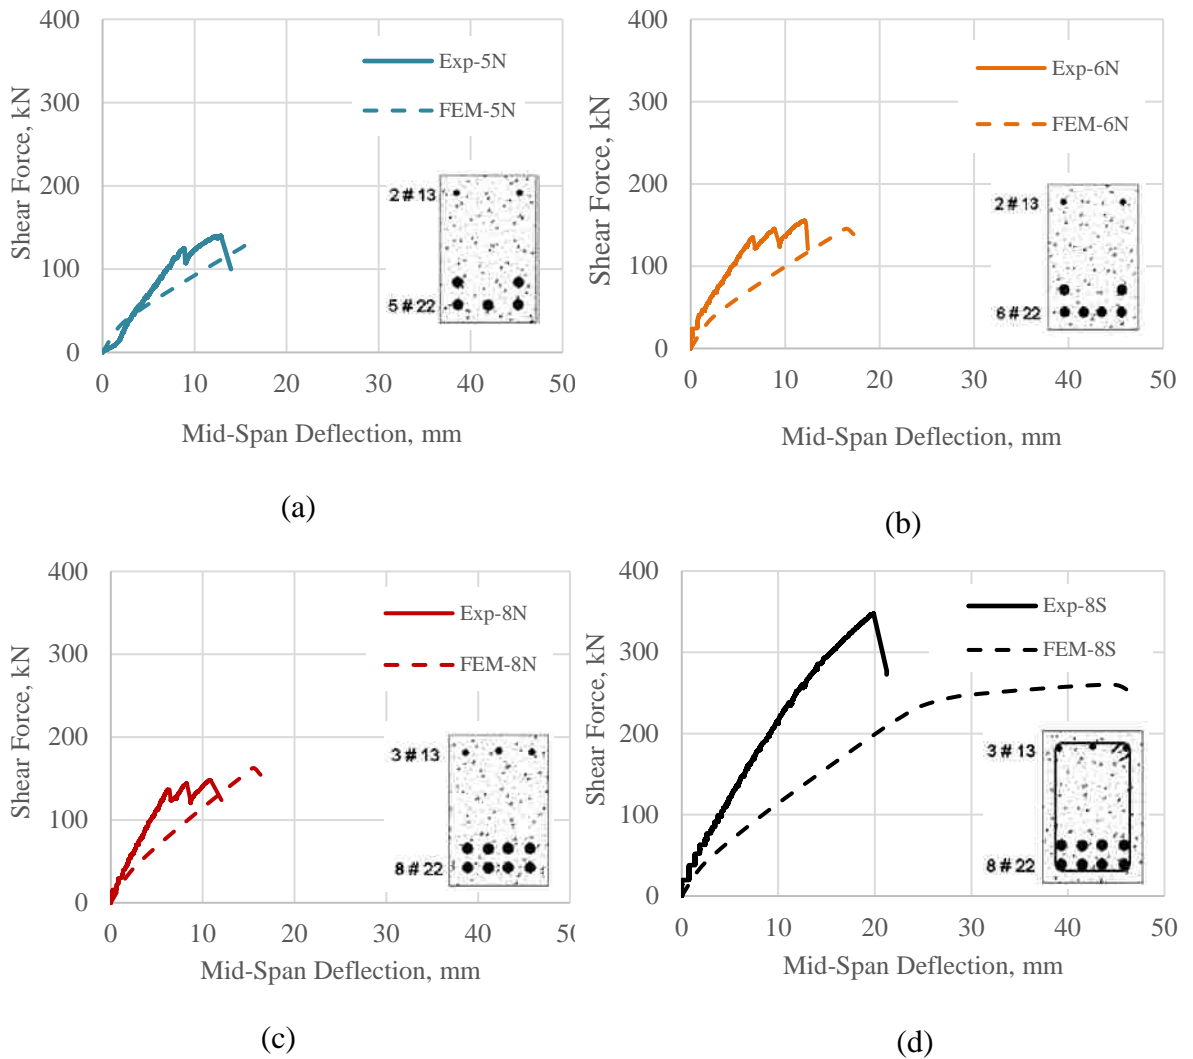 400
300
200
100
0
Shear Force, kN
Exp-5N
FEM-5N
2 # 13
5 # 22
0 10 20 30 40 50
Mid-Span Deflection, mm
(a)
400
300
200
100
0
Shear Force, kN
Exp-6N
FEM-6N
2 # 13
6 # 22
0 10 20 30 40 50
Mid-Span Deflection, mm
(b)
400
300
200
100
0
Shear Force, kN
Exp-8N
FEM-8N
3 # 13
8 # 22
0 10 20 30 40 50
Mid-Span Deflection, mm
(c)
400
300
200
100
0
Shear Force, kN
Exp-8S
FEM-8S
3 # 13
8 # 22
0 10 20 30 40 50
Mid-Span Deflection, mm
(d)